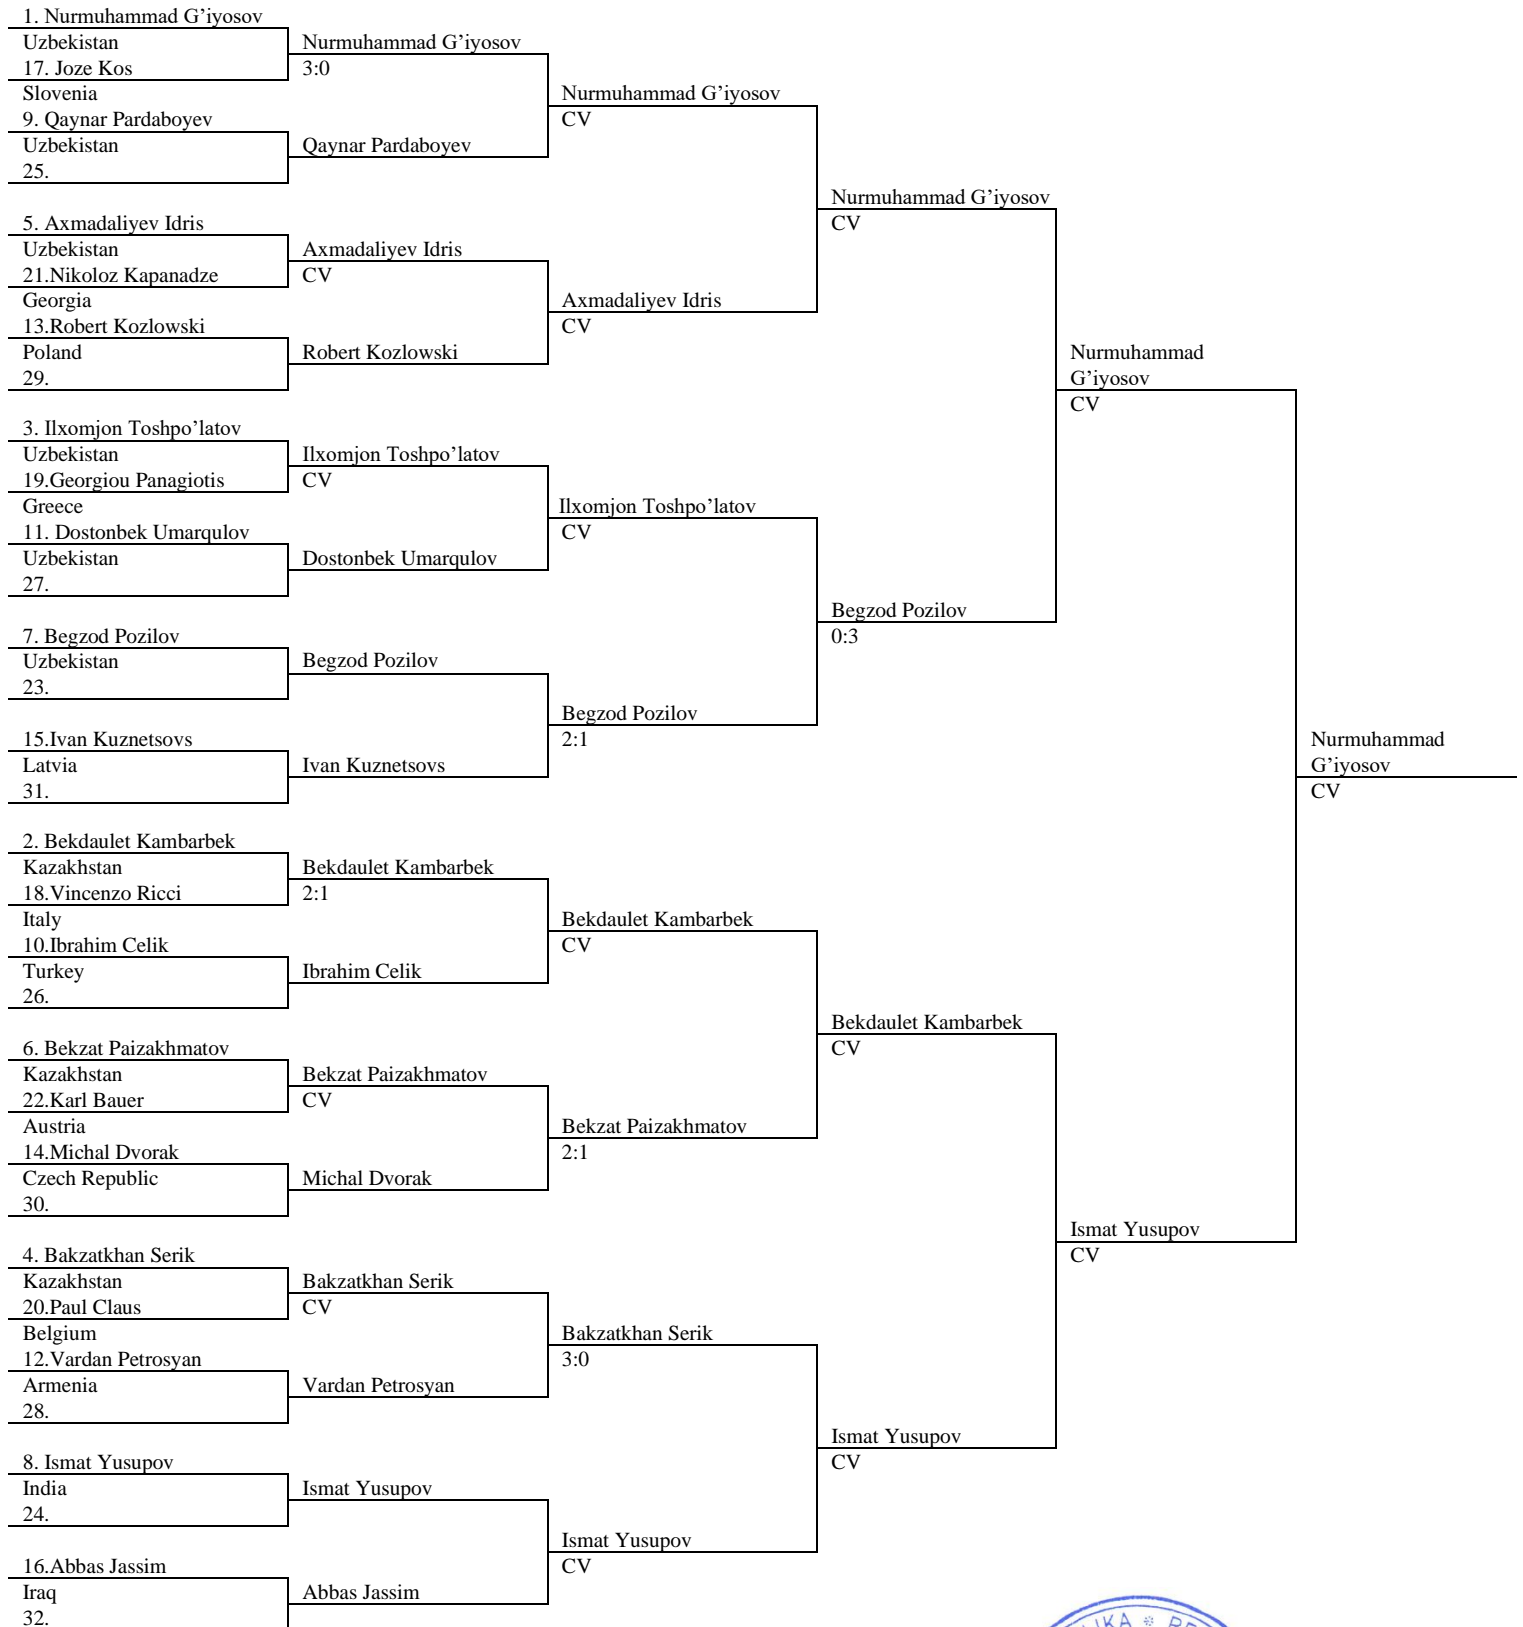 1. Nurmuhammad G’iyosov
Uzbekistan
17. Joze Kos
Slovenia
9. Qaynar Pardaboyev
Uzbekistan
25.
5. Axmadaliyev Idris
Uzbekistan
21.Nikoloz Kapanadze
Georgia
13.Robert Kozlowski
Poland
29.
3. Ilxomjon Toshpo’latov
Uzbekistan
19.Georgiou Panagiotis
Greece
11. Dostonbek Umarqulov
Uzbekistan
27.
7. Begzod Pozilov
Uzbekistan
23.
15.Ivan Kuznetsovs
Latvia
31.
2. Bekdaulet Kambarbek
Kazakhstan
18.Vincenzo Ricci
Italy
10.Ibrahim Celik
Turkey
26.
6. Bekzat Paizakhmatov
Kazakhstan
22.Karl Bauer
Austria
14.Michal Dvorak
Czech Republic
30.
4. Bakzatkhan Serik
Kazakhstan
20.Paul Claus
Belgium
12.Vardan Petrosyan
Armenia
28.
8. Ismat Yusupov
India
24.
16.Abbas Jassim
Iraq
32.
Nurmuhammad G’iyosov
3:0
Qaynar Pardaboyev
Axmadaliyev Idris
CV
Robert Kozlowski
Ilxomjon Toshpo’latov
CV
Dostonbek Umarqulov
Begzod Pozilov
Ivan Kuznetsovs
Bekdaulet Kambarbek
2:1
Ibrahim Celik
Bekzat Paizakhmatov
CV
Michal Dvorak
Bakzatkhan Serik
CV
Vardan Petrosyan
Ismat Yusupov
Abbas Jassim
Nurmuhammad G’iyosov
CV
Axmadaliyev Idris
CV
Ilxomjon Toshpo’latov
CV
Begzod Pozilov
2:1
Bekdaulet Kambarbek
CV
Bekzat Paizakhmatov
2:1
Bakzatkhan Serik
3:0
Ismat Yusupov
CV
Nurmuhammad G’iyosov
CV
Begzod Pozilov
0:3
Bekdaulet Kambarbek
CV
Ismat Yusupov
CV
Nurmuhammad
G’iyosov
CV
Ismat Yusupov
CV
Nurmuhammad
G’iyosov
CV